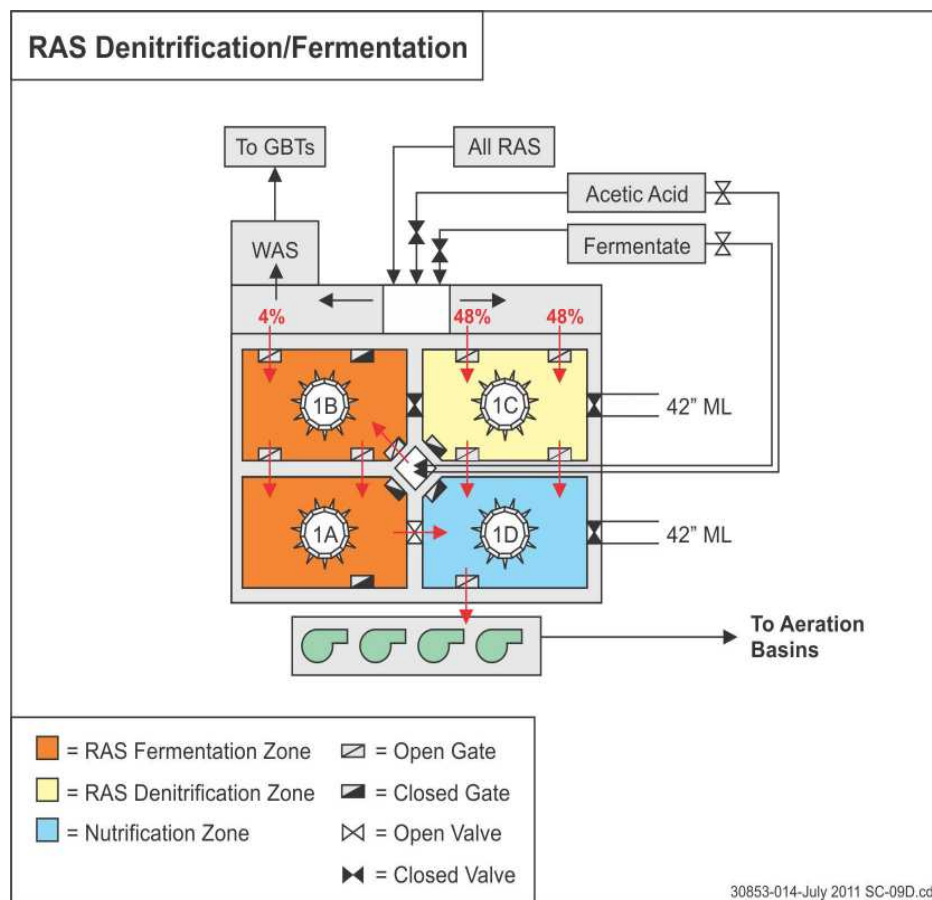 RAS Denitrification/Fermentation
To GBTs
All RAS
Acetic Acid
Fermentate
WAS
4%
48%
48%
1B
1C
42” ML
1A
1D
42” ML
To Aeration
Basins
= RAS Fermentation Zone
= Open Gate
= RAS Denitrification Zone
= Closed Gate
= Nutrification Zone
= Open Valve
= Closed Valve
30853-014-July 2011 SC-09D.cd